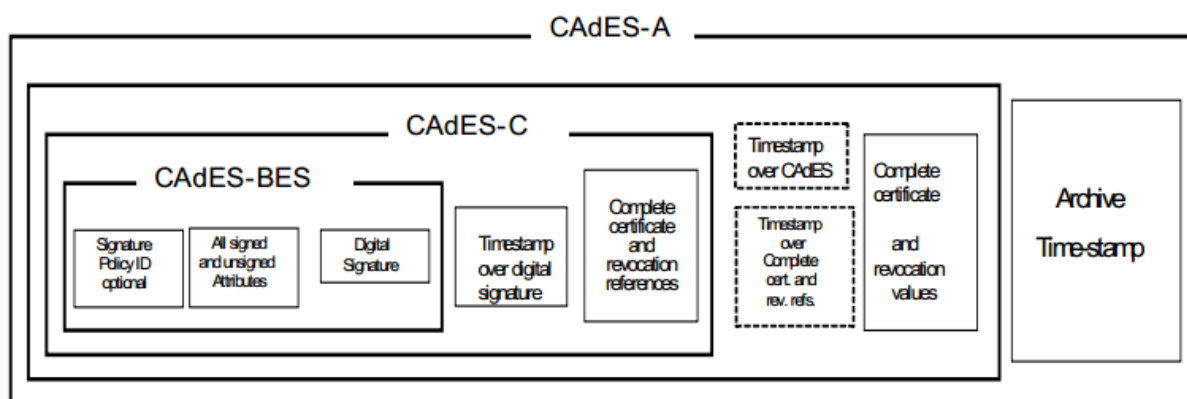 CAdES-A
CAdES-C
CAdES-BES
Signature
Policy ID
optional
All signed
and unsigned
Attributes
Digital
Signature
Timestamp
over digital
signature
Complete
certificate
and
revocation
references
Timestamp
over CAdES
Timestamp
over
Complete
cert. and
rev. refs.
Complete
certificate
and
revocation
values
Archive
Time-stamp